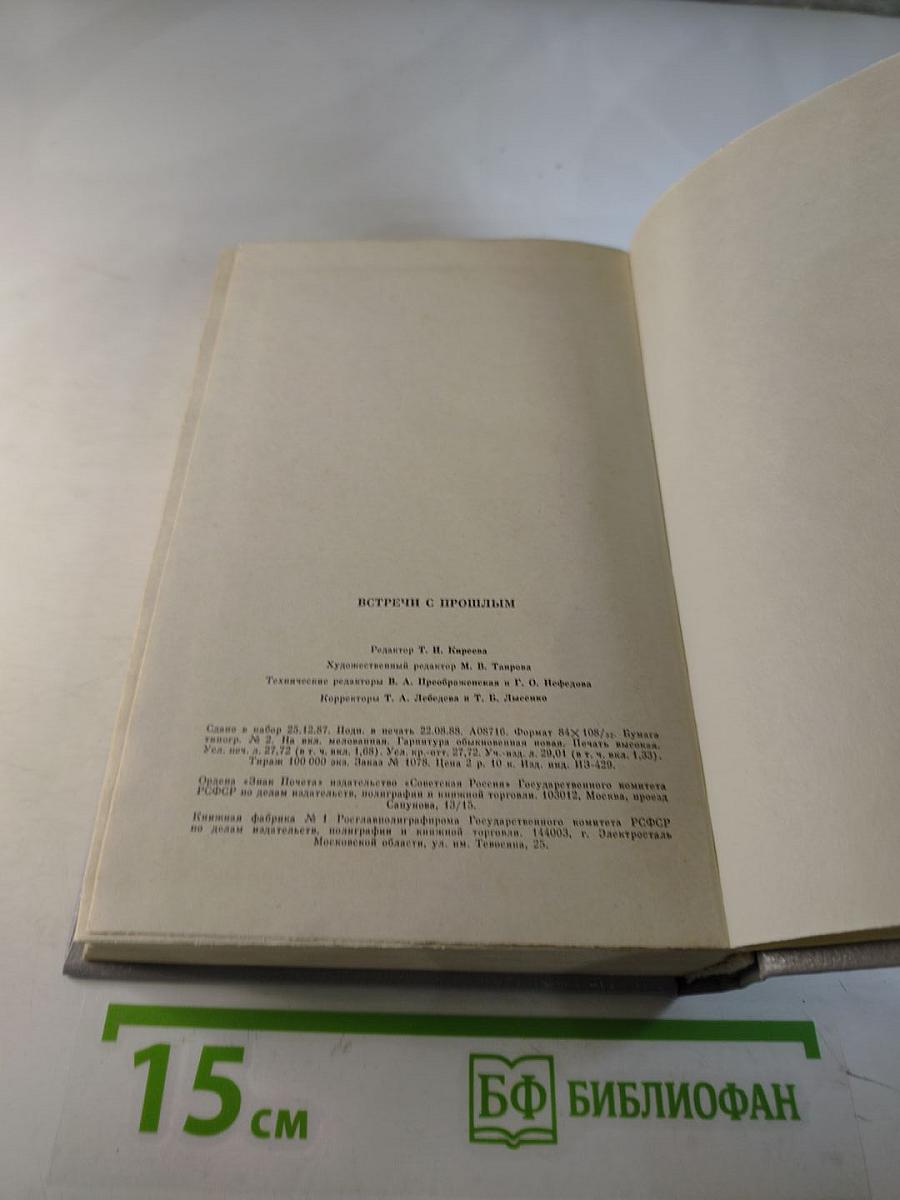 ВСТРЕЧИ С ПРОШЛЫМ
Редактор Т. И. Киреева
Художественный редактор М. В. Таирова
Технические редакторы В. А. Преображенская и Г. О. Нефедова
Корректоры Т. А. Лебедева и Т. Б. Лысенко
Сдано в набор 25.12.87. Подп. в печать 22.08.88. А08716. Формат 84×108/32. Бумага
типогр. № 2. На вкл. мелованная. Гарнитура обыкновенная новая. Печать высокая.
Усл. печ. л. 27,72 (в т. ч. вкл. 1,68). Усл. кр.-отт. 27,72. Уч.-изд. л. 29,01 (в т. ч. вкл. 1,33).
Тираж 100 000 экз. Заказ № 1078. Цена 2 р. 10 к. Изд. инд. НЗ-429.
Ордена «Знак Почета» издательство «Советская Россия» Государственного комитета
РСФСР по делам издательств, полиграфии и книжной торговли. 103012, Москва, проезд
Сапунова, 13/15.
Книжная фабрика № 1 Росглавполиграфпрома Государственного комитета РСФСР
по делам издательств, полиграфии и книжной торговли. 144003, г. Электросталь
Московской области, ул. им. Тевосяна, 25.
15 см
БФ БИБЛИОФАН